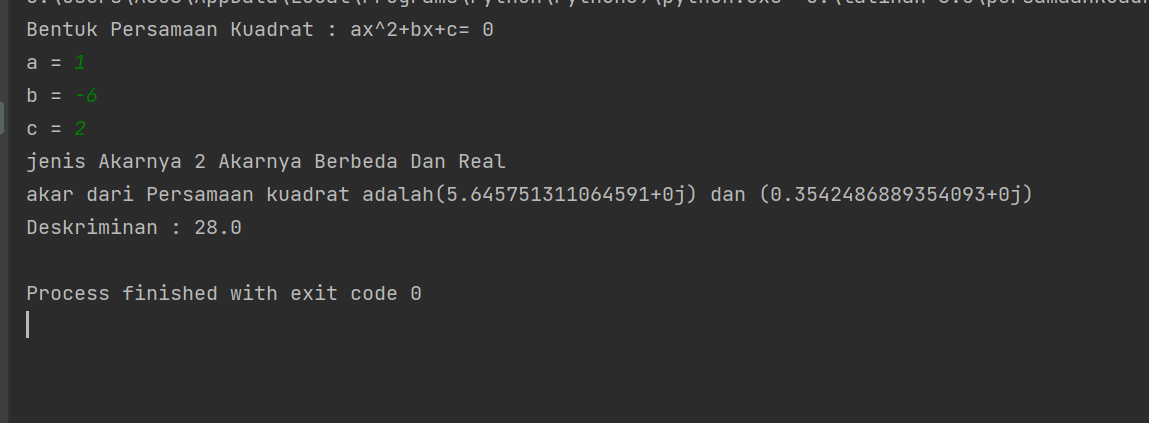 Bentuk Persamaan Kuadrat : ax^2+bx+c= 0
a = 1
b = -6
c = 2
jenis Akarnya 2 Akarnya Berbeda Dan Real
akar dari Persamaan kuadrat adalah(5.645751311064591+0j) dan (0.3542486889354093+0j)
Deskriminan : 28.0
Process finished with exit code 0